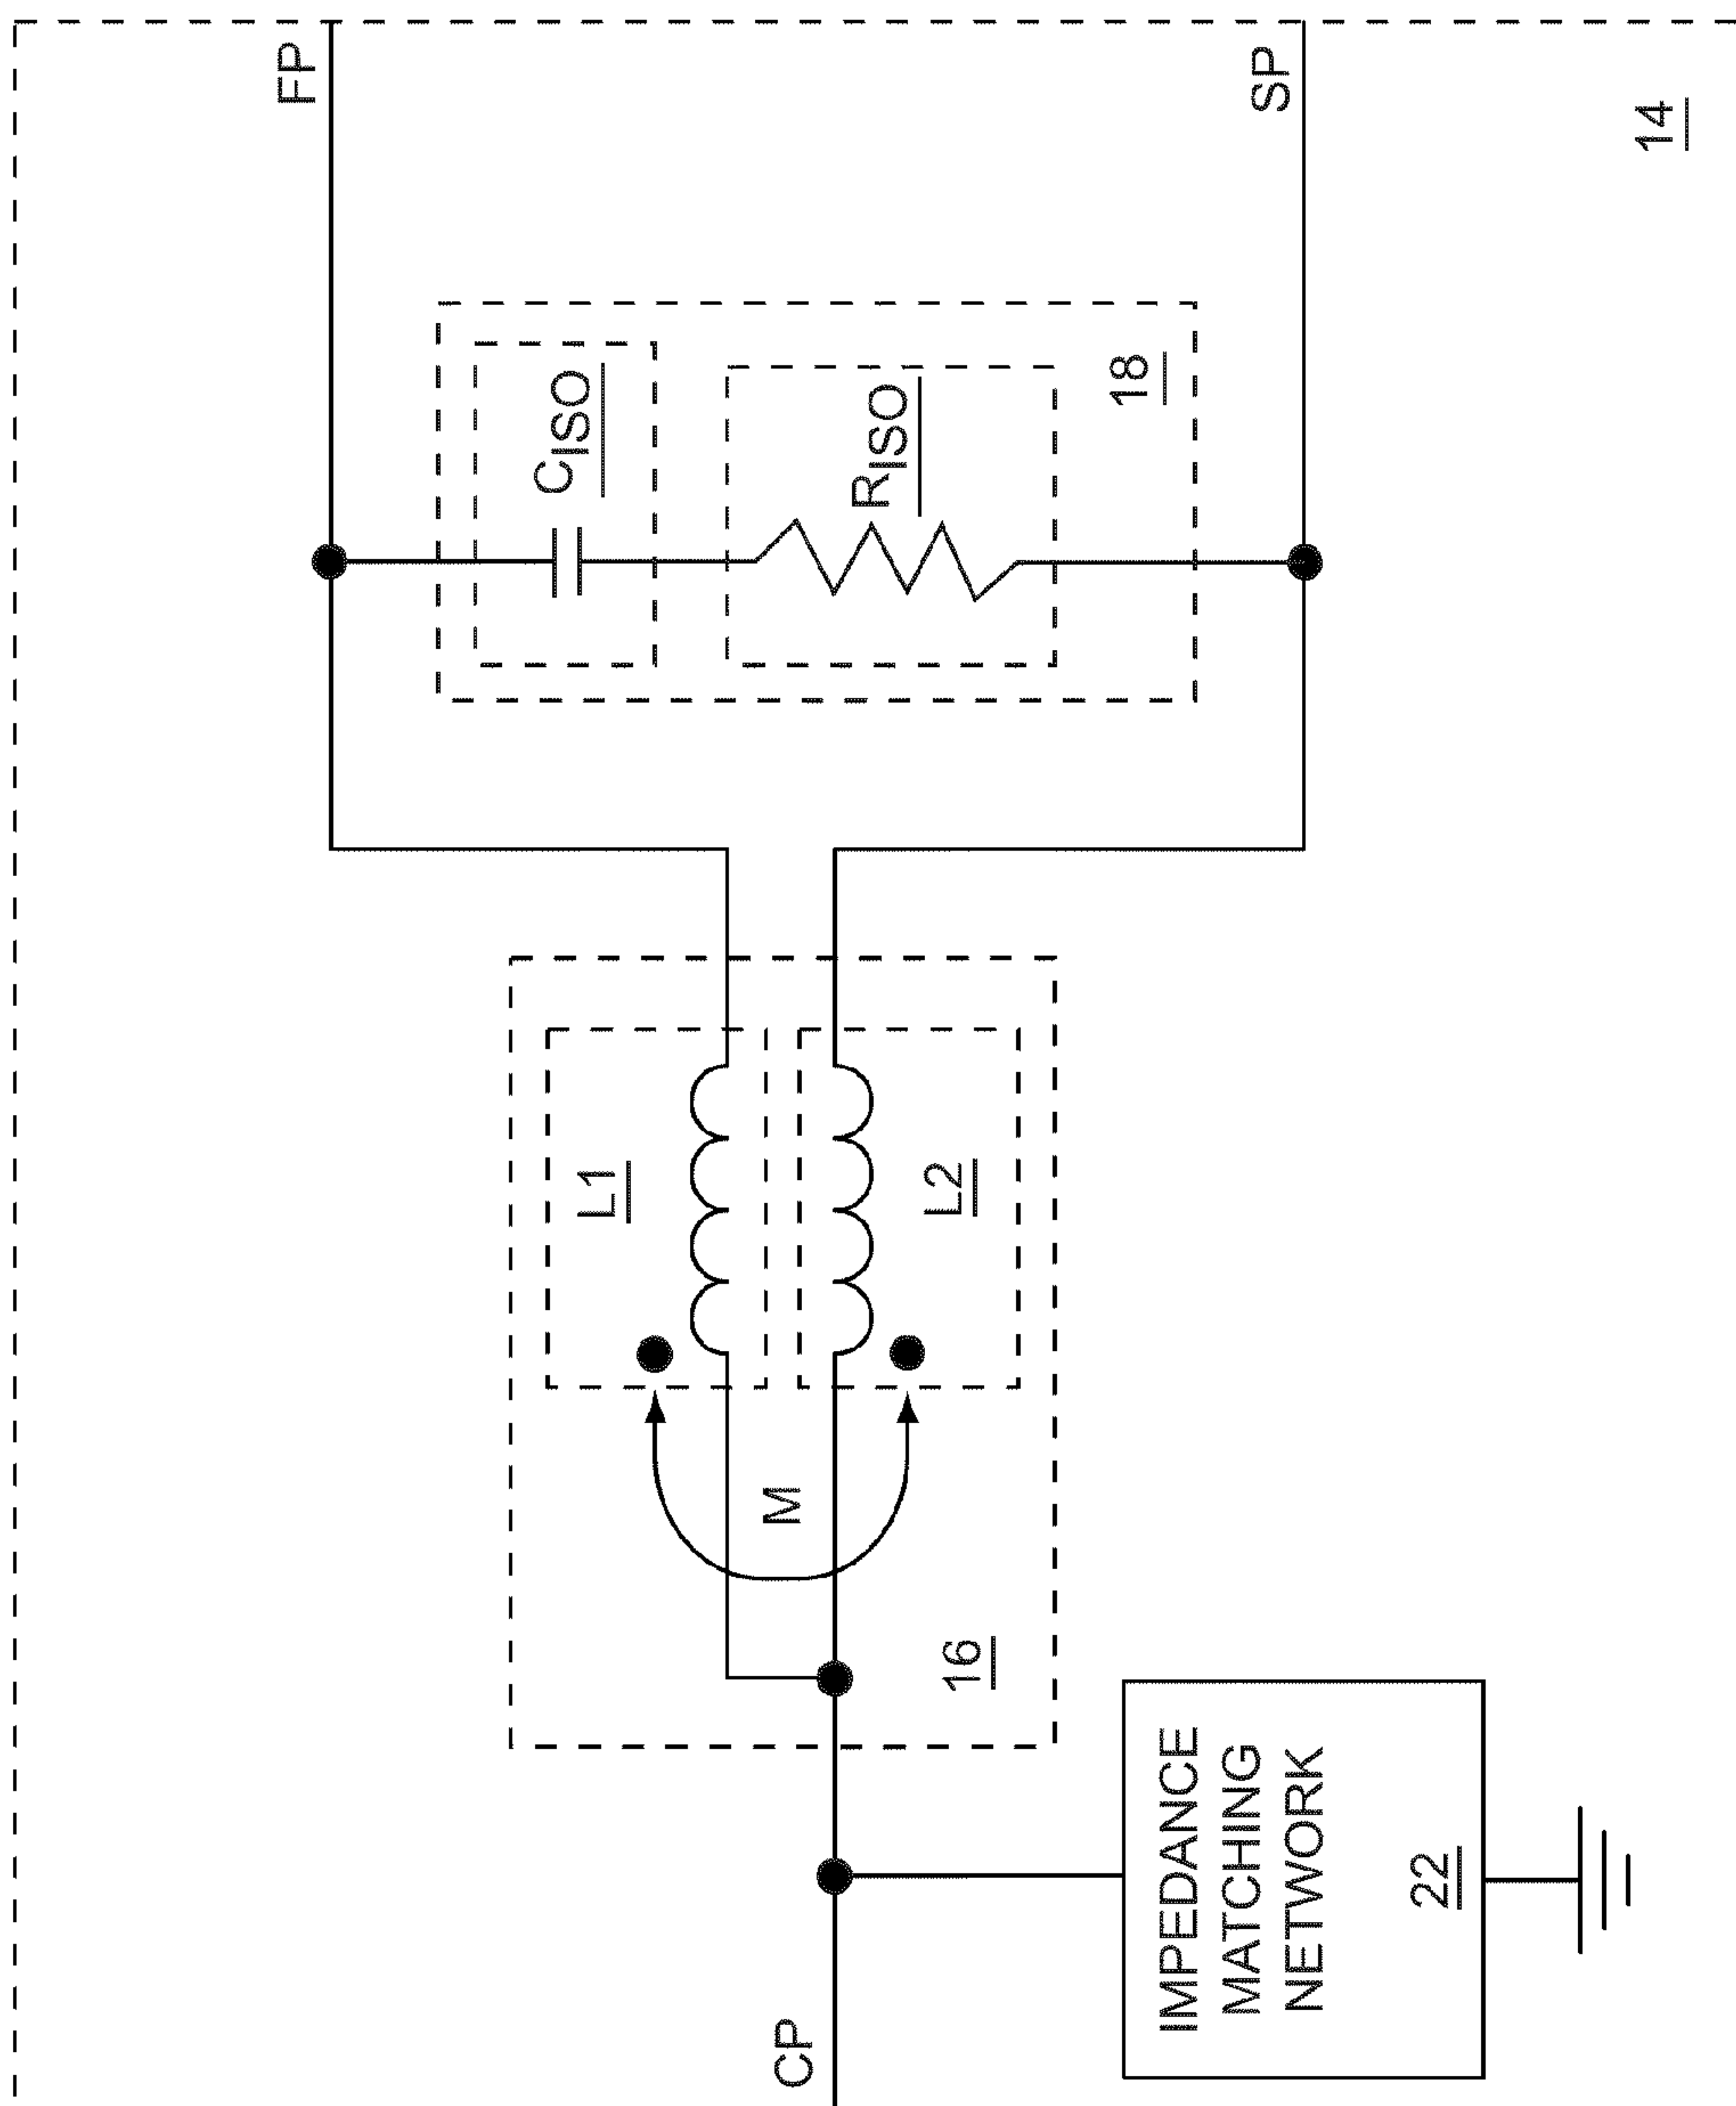 FP
SP
14
CISO
RISO
18
L1
L2
M
16
CP
IMPEDANCE
MATCHING
NETWORK
22